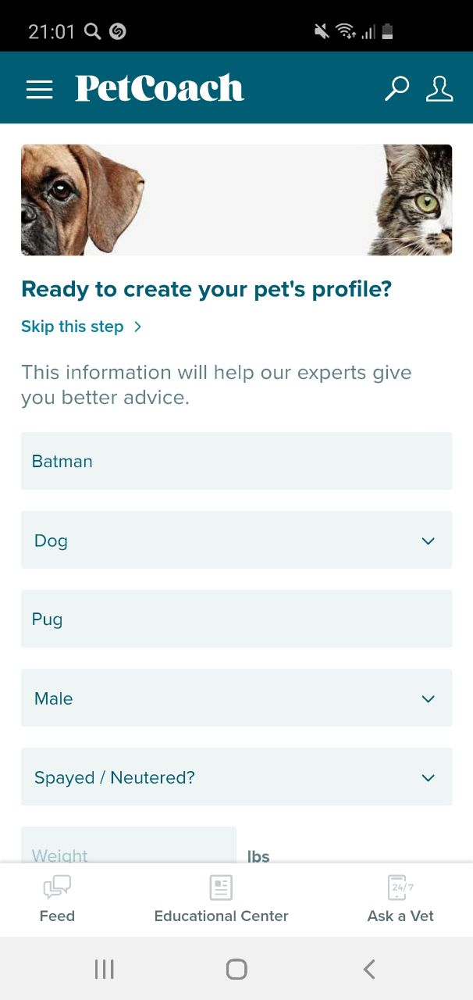 21:01
PetCoach
Ready to create your pet's profile?
Skip this step >
This information will help our experts give
you better advice.
Batman
Dog
Pug
Male
Spayed / Neutered?
Weight lbs
24/7
Feed Educational Center Ask a Vet